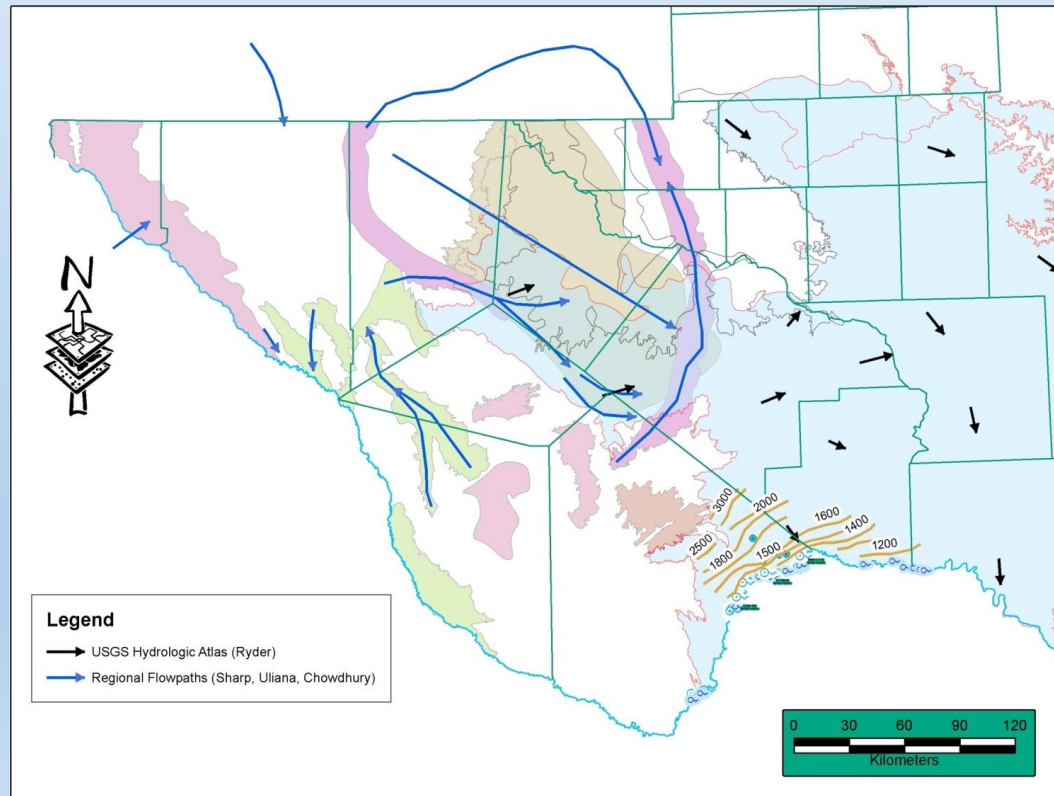 N
3000
2000
2500
1600
1800
1500
1400
1200
Legend
USGS Hydrologic Atlas (Ryder)
Regional Flowpaths (Sharp, Uliana, Chowdhury)
0 30 60 90 120
Kilometers